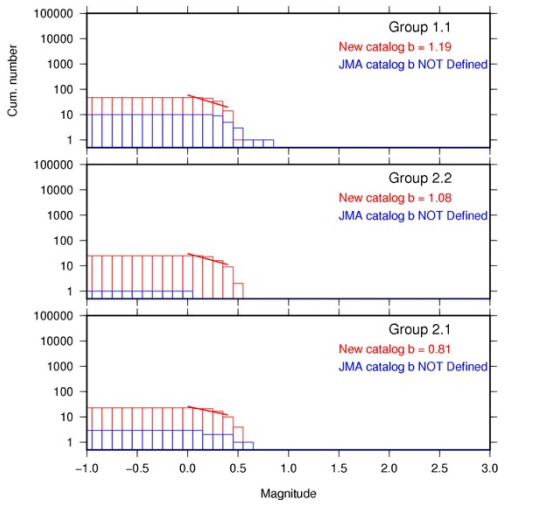 100000
10000
1000
100
10
1
Cum. number
Group 1.1
New catalog b = 1.19
JMA catalog b NOT Defined
100000
10000
1000
100
10
1
Group 2.2
New catalog b = 1.08
JMA catalog b NOT Defined
100000
10000
1000
100
10
1
Group 2.1
New catalog b = 0.81
JMA catalog b NOT Defined
−1.0 −0.5 0.0 0.5 1.0 1.5 2.0 2.5 3.0
Magnitude